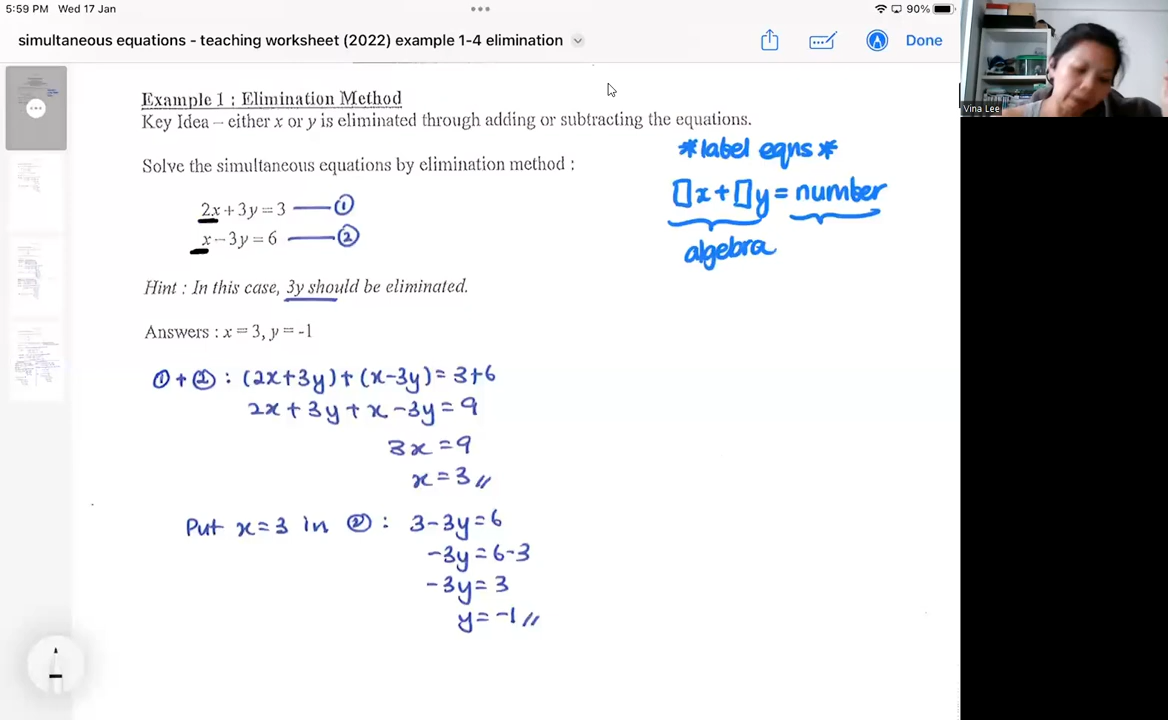 5:59 PM Wed 17 Jan
90%
simultaneous equations - teaching worksheet (2022) example 1-4 elimination
Done
Vina Lee
Example 1 : Elimination Method
Key Idea – either x or y is eliminated through adding or subtracting the equations.
*label eqns*
Solve the simultaneous equations by elimination method :
▯x + ▯y = number
algebra
2x + 3y = 3 —— ①
x – 3y = 6 —— ②
Hint : In this case, 3y should be eliminated.
Answers : x = 3, y = -1
① + ② : (2x+3y)+(x-3y)=3+6
2x + 3y + x -3y = 9
3x = 9
x = 3 //
Put x=3 in ② : 3-3y=6
-3y = 6-3
-3y = 3
y = -1 //